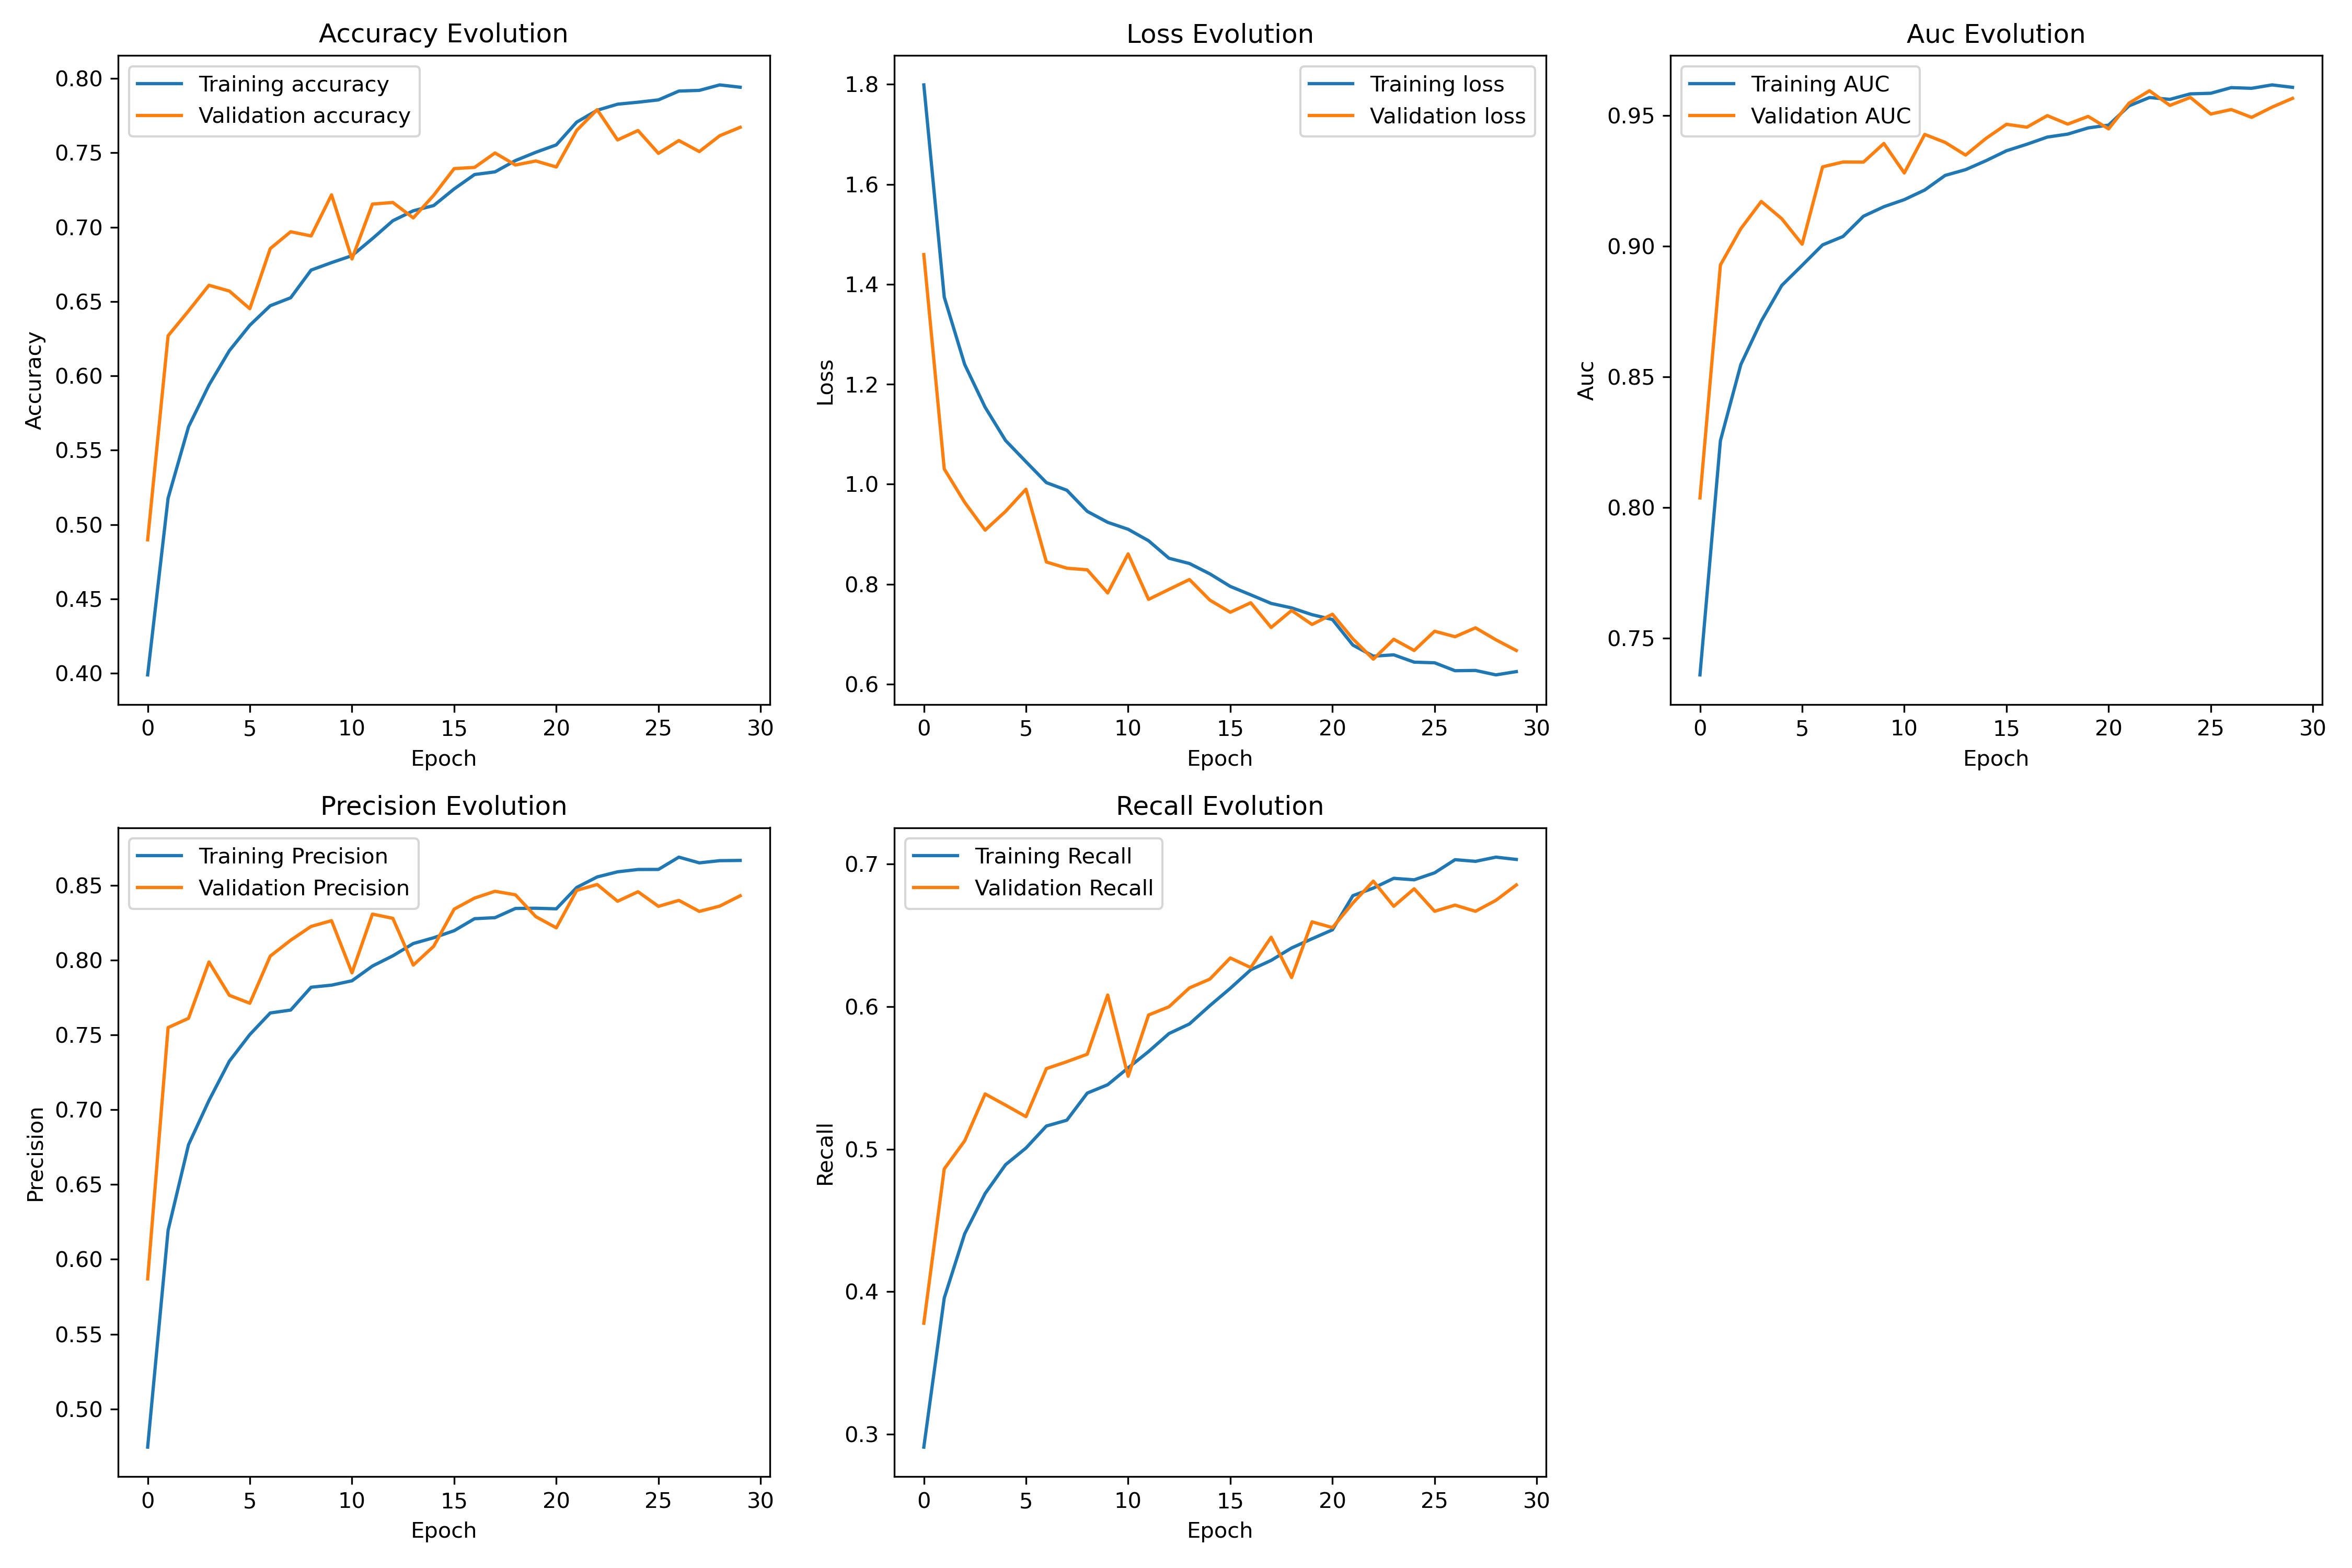 Accuracy Evolution
Training accuracy
Validation accuracy
0.80
0.75
0.70
0.65
0.60
0.55
0.50
0.45
0.40
Accuracy
0 5 10 15 20 25 30
Epoch
Loss Evolution
Training loss
Validation loss
1.8
1.6
1.4
1.2
1.0
0.8
0.6
Loss
0 5 10 15 20 25 30
Epoch
Auc Evolution
Training AUC
Validation AUC
0.95
0.90
0.85
0.80
0.75
Auc
0 5 10 15 20 25 30
Epoch
Precision Evolution
Training Precision
Validation Precision
0.85
0.80
0.75
0.70
0.65
0.60
0.55
0.50
Precision
0 5 10 15 20 25 30
Epoch
Recall Evolution
Training Recall
Validation Recall
0.7
0.6
0.5
0.4
0.3
Recall
0 5 10 15 20 25 30
Epoch